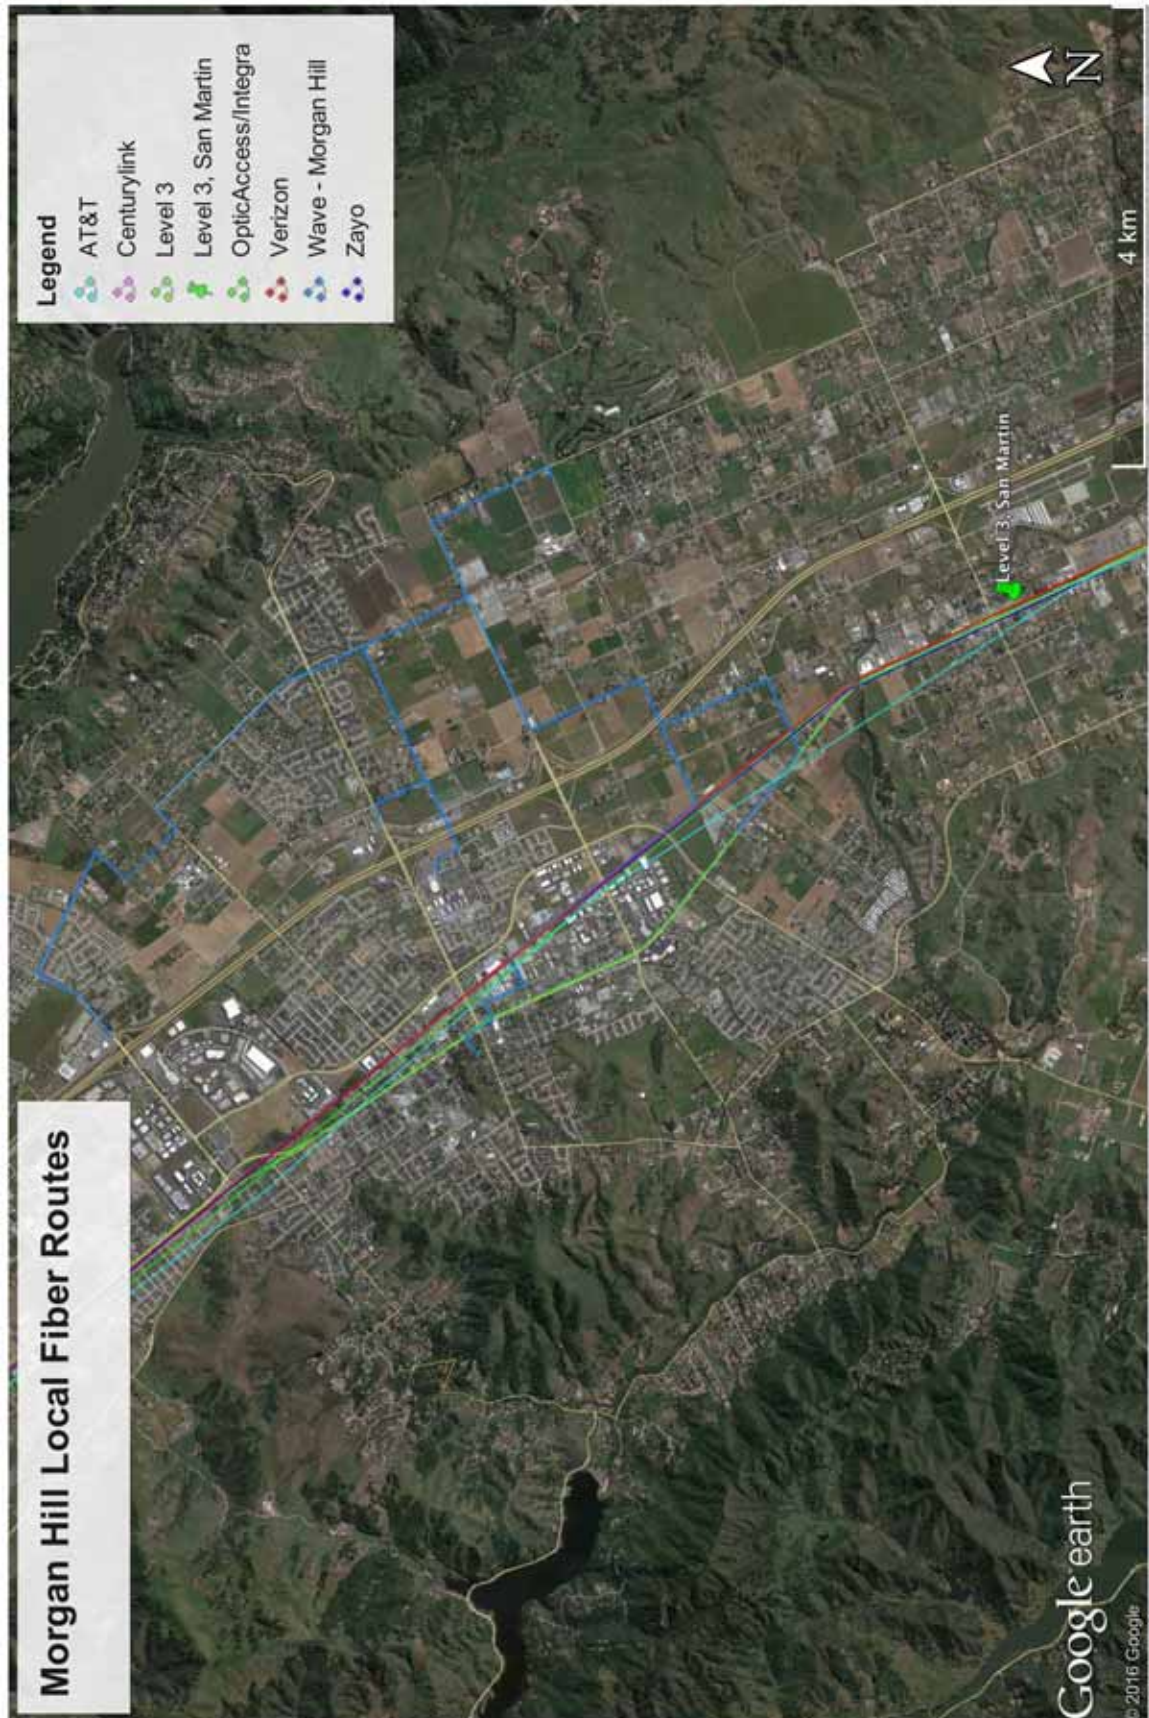 Morgan Hill Local Fiber Routes
Legend
AT&T
Centurylink
Level 3
Level 3, San Martin
OpticAccess/Integra
Verizon
Wave - Morgan Hill
Zayo
Level 3, San Martin
N
4 km
Google earth
© 2016 Google